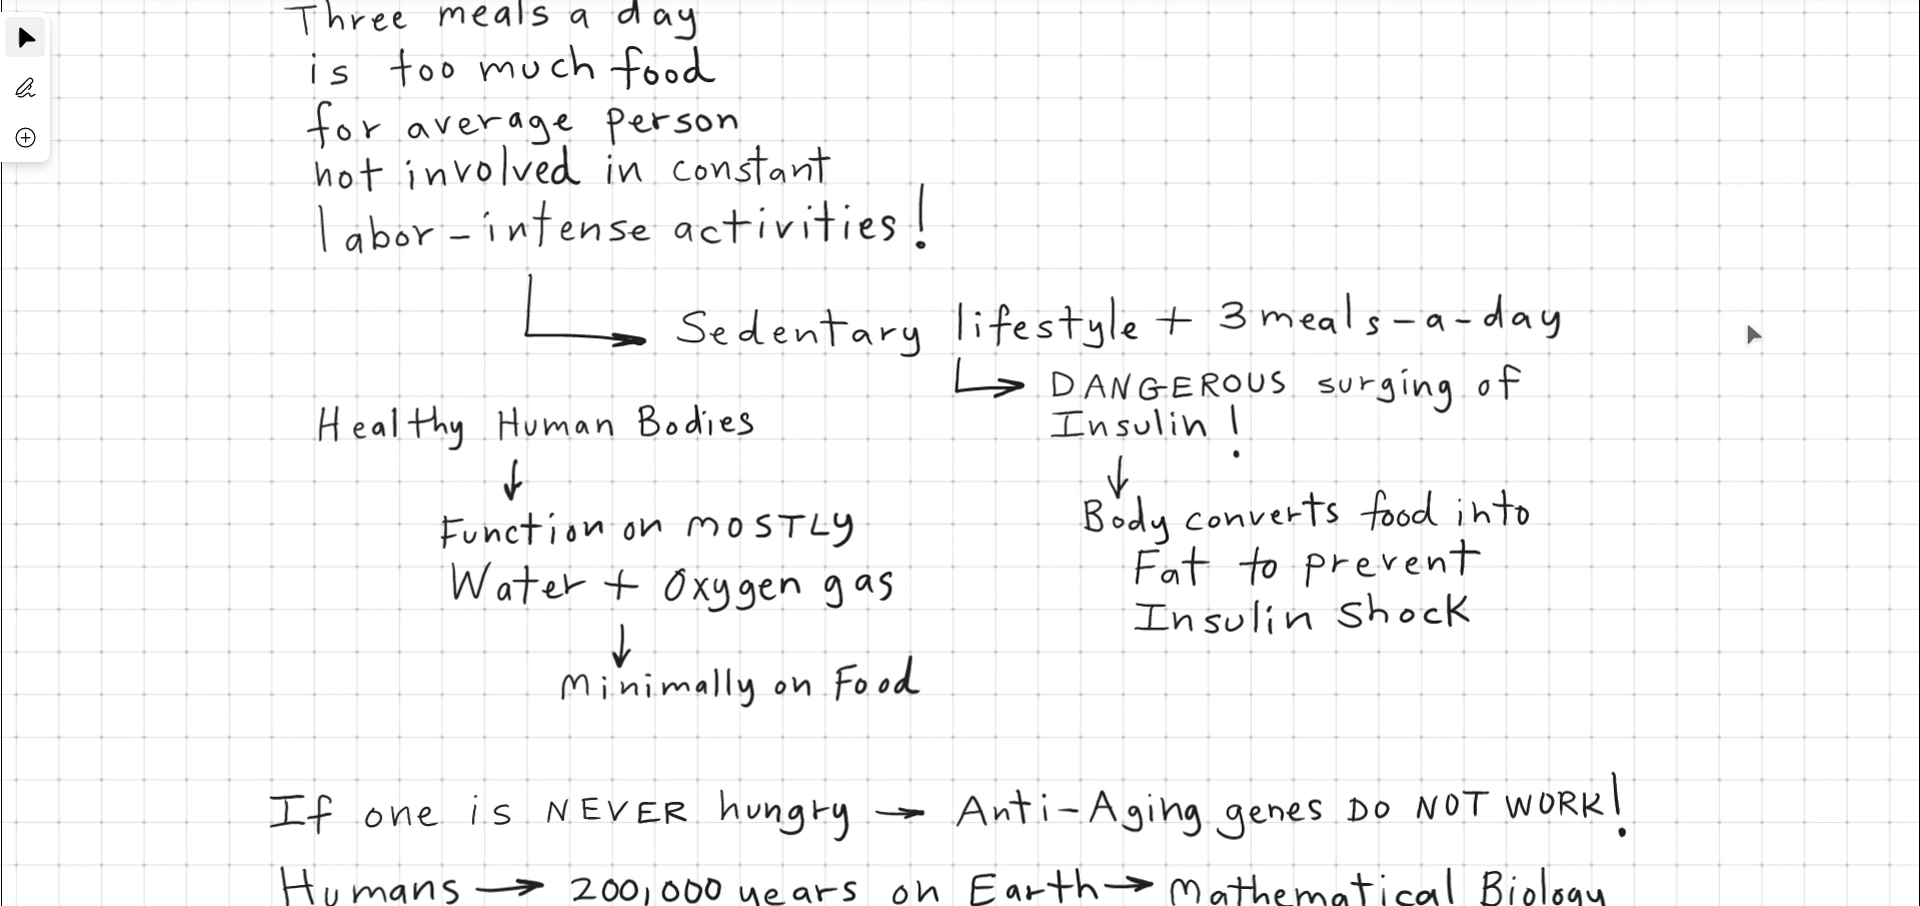 Three meals a day
is too much food
for average person
not involved in constant
labor-intense activities!
Sedentary lifestyle + 3 meals-a-day
DANGEROUS surging of
Insulin!
Body converts food into
Fat to prevent
Insulin Shock
Healthy Human Bodies
Function on MOSTLY
Water + Oxygen gas
Minimally on Food
If one is NEVER hungry → Anti-Aging genes DO NOT WORK!
Humans → 200,000 years on Earth → Mathematical Biology